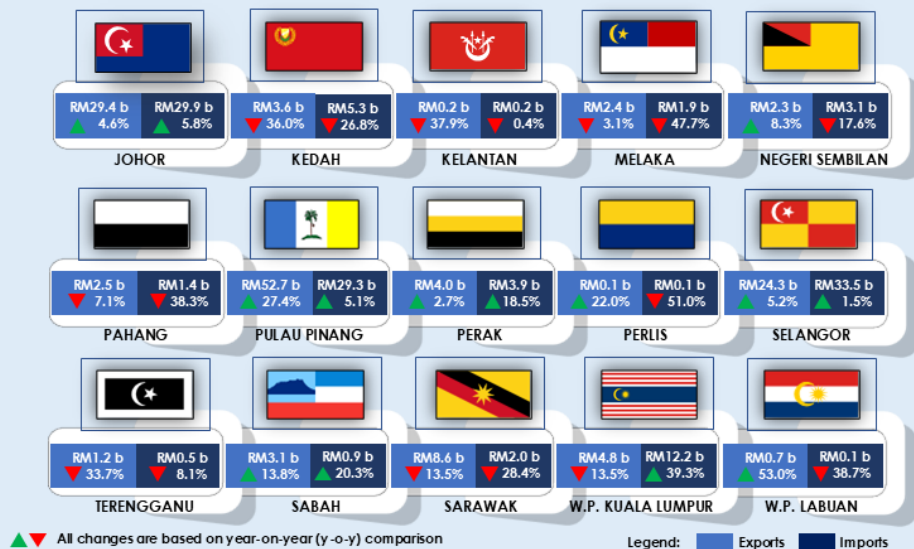 RM29.4 b RM29.9 b RM3.6 b RM5.3 b RM0.2 b RM0.2 b RM2.4 b RM1.9 b RM2.3 b RM3.1 b
4.6% 5.8% 36.0% 26.8% 37.9% 0.4% 3.1% 47.7% 8.3% 17.6%
JOHOR KEDAH KELANTAN MELAKA NEGERI SEMBILAN
RM2.5 b RM1.4 b RM52.7 b RM29.3 b RM4.0 b RM3.9 b RM0.1 b RM0.1 b RM24.3 b RM33.5 b
7.1% 38.3% 27.4% 5.1% 2.7% 18.5% 22.0% 51.0% 5.2% 1.5%
PAHANG PULAU PINANG PERAK PERLIS SELANGOR
RM1.2 b RM0.5 b RM3.1 b RM0.9 b RM8.6 b RM2.0 b RM4.8 b RM12.2 b RM0.7 b RM0.1 b
33.7% 8.1% 13.8% 20.3% 13.5% 28.4% 13.5% 39.3% 53.0% 38.7%
TERENGGANU SABAH SARAWAK W.P. KUALA LUMPUR W.P. LABUAN
All changes are based on year-on-year (y-o-y) comparison Legend: Exports Imports